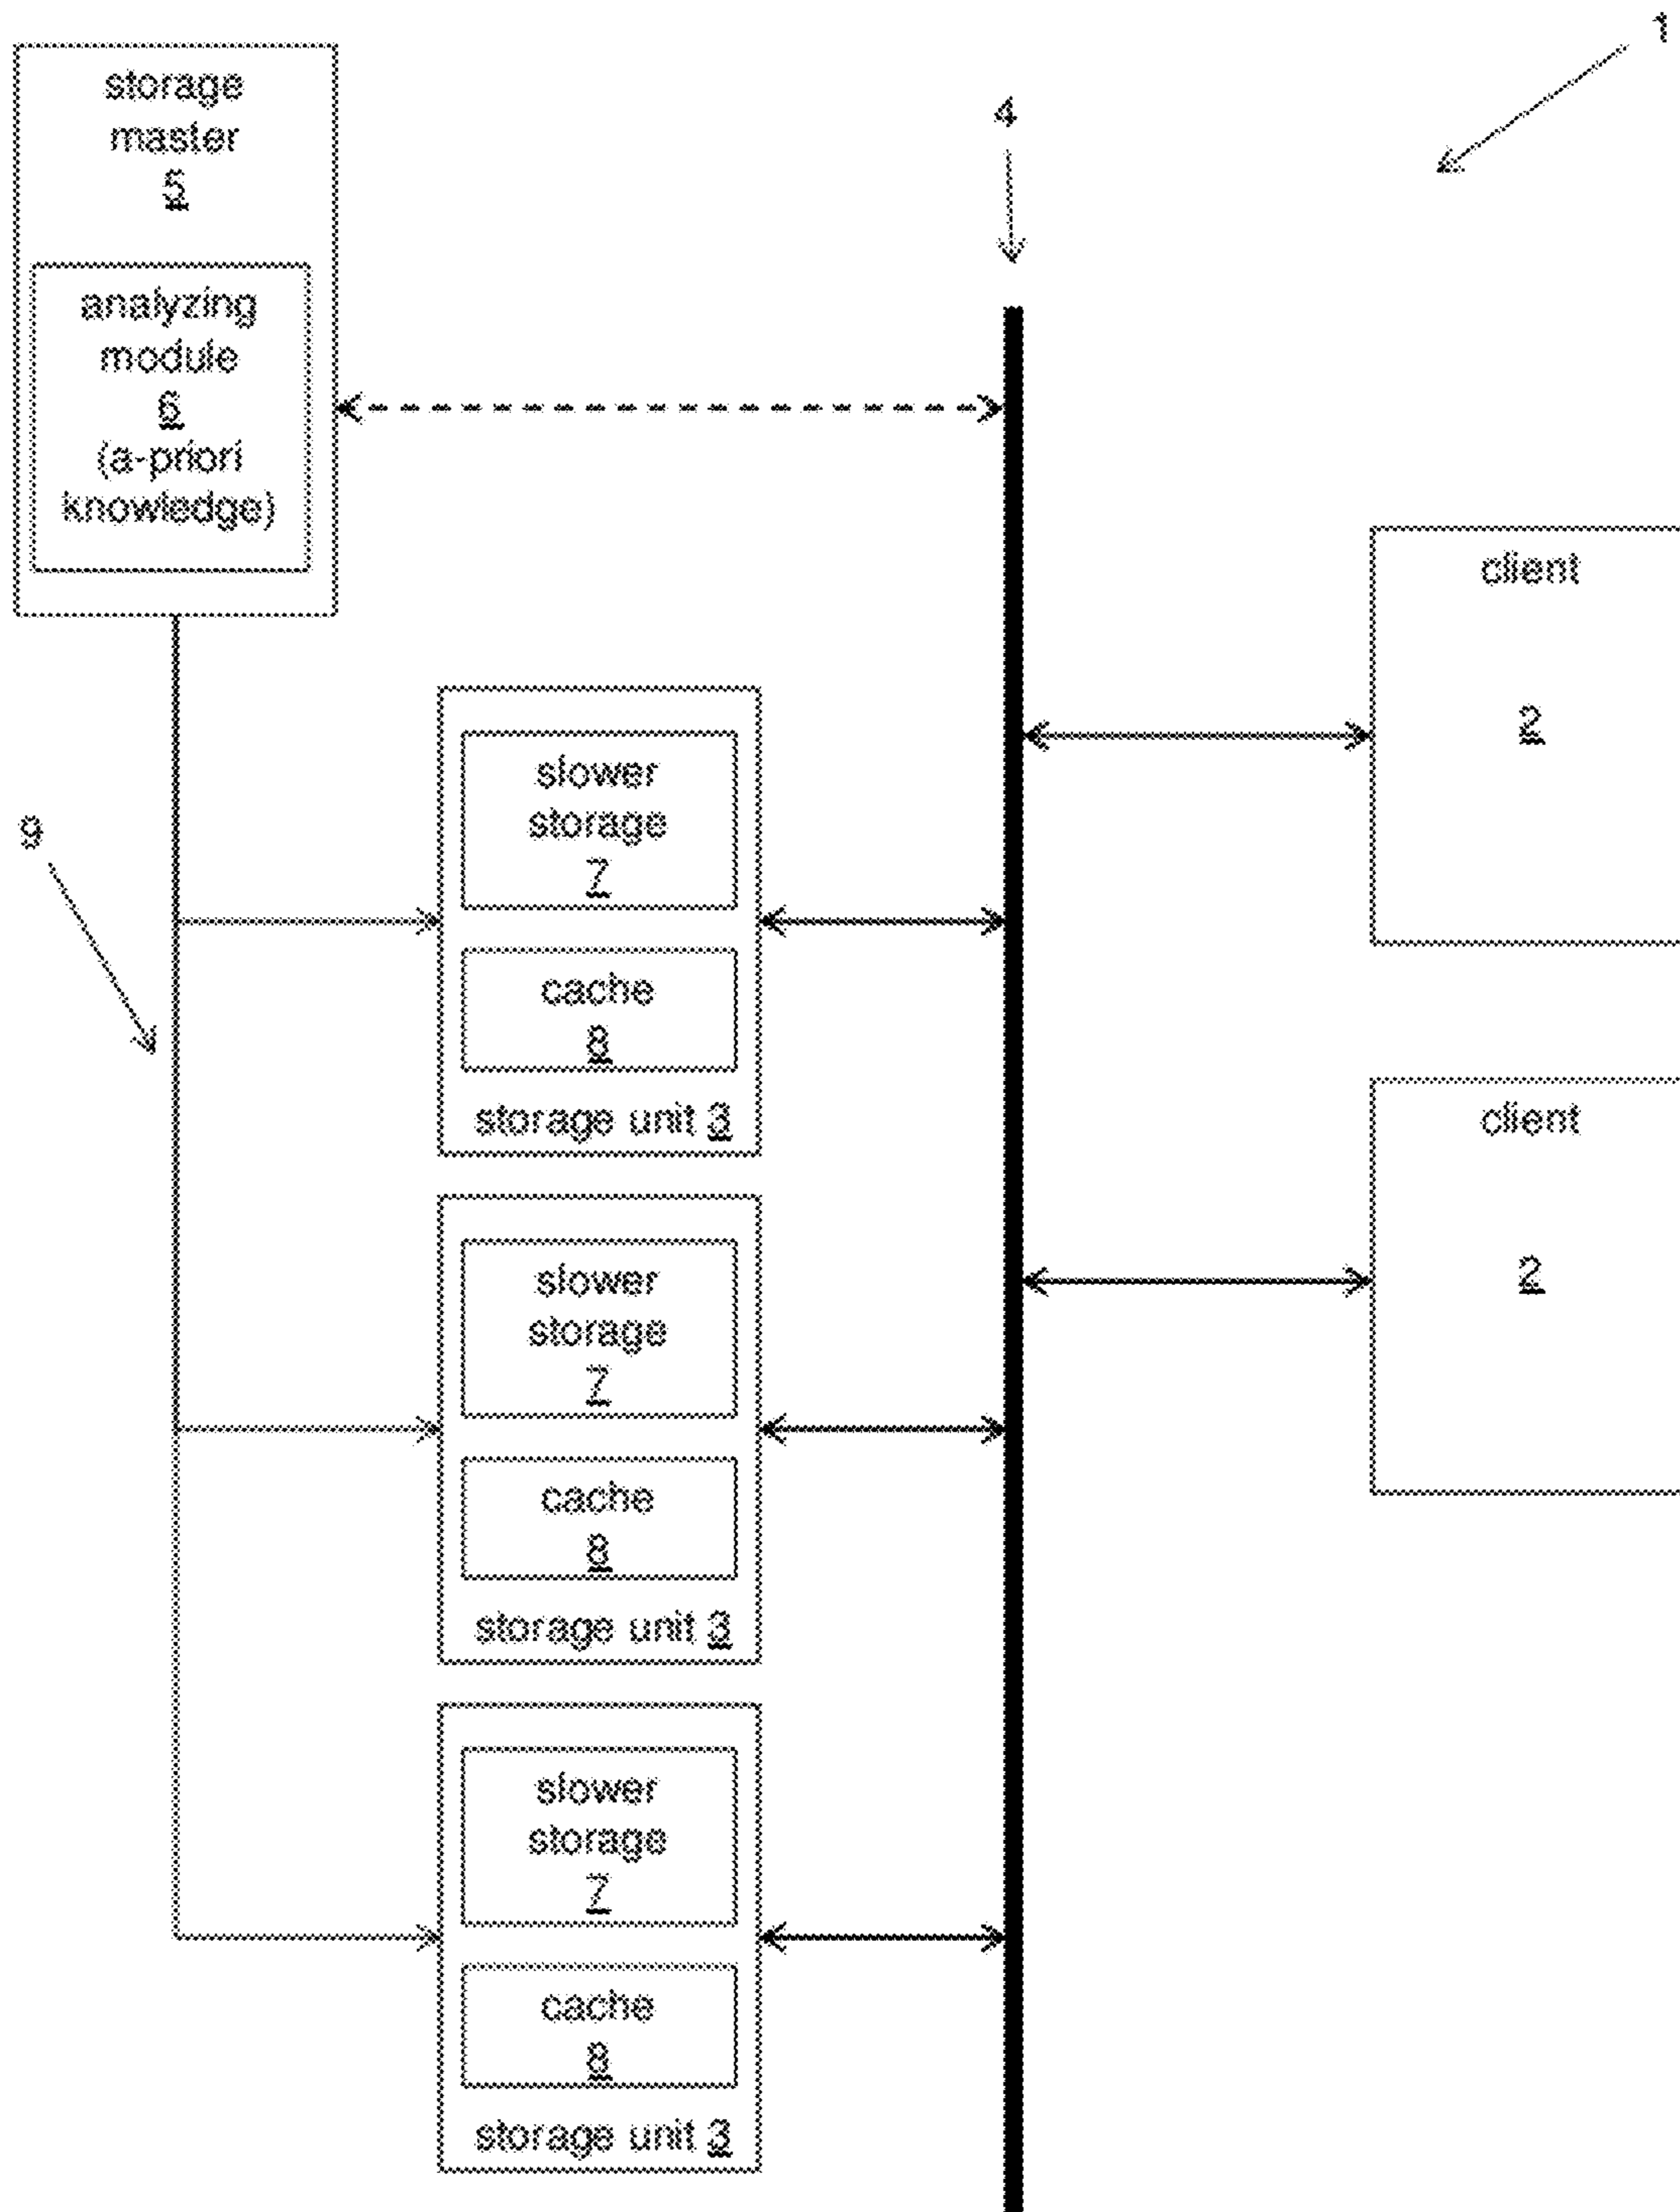 1
storage
master
5
4
analyzing
module
6
(a-priori
knowledge)
client
2
slower
storage
7
9
cache
8
storage unit 3
client
2
slower
storage
7
cache
8
storage unit 3
slower
storage
7
cache
8
storage unit 3